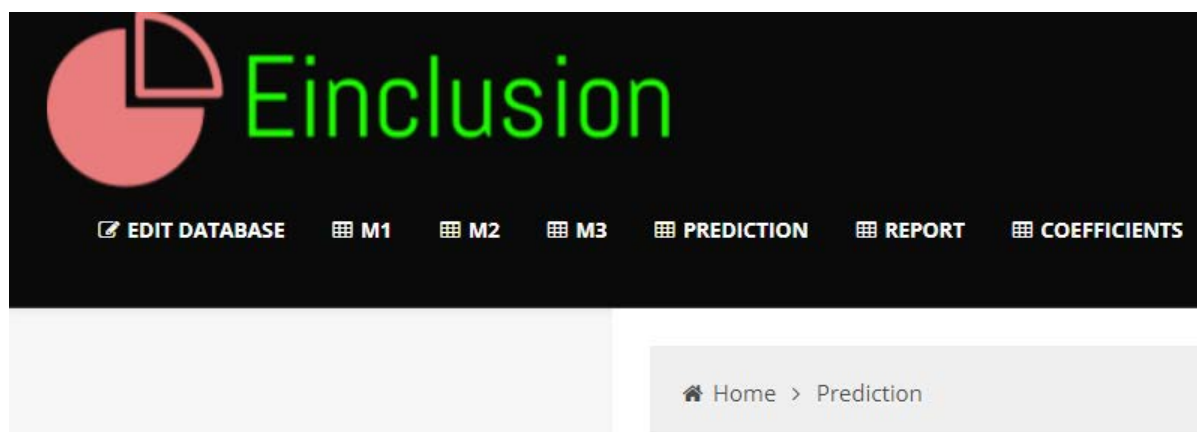 Einclusion
EDIT DATABASE M1 M2 M3 PREDICTION REPORT COEFFICIENTS
Home > Prediction